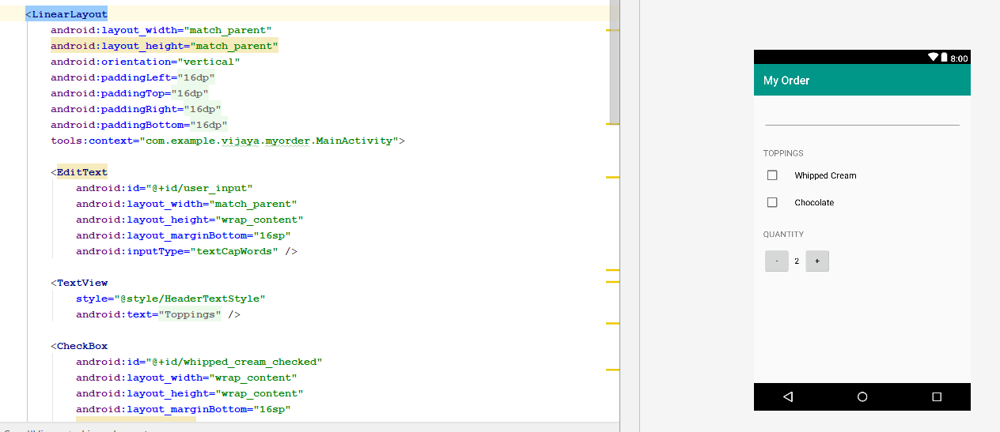 <LinearLayout
android:layout_width="match_parent"
android:layout_height="match_parent"
android:orientation="vertical"
android:paddingLeft="16dp"
android:paddingTop="16dp"
android:paddingRight="16dp"
android:paddingBottom="16dp"
tools:context="com.example.vijaya.myorder.MainActivity">
<EditText
android:id="@+id/user_input"
android:layout_width="match_parent"
android:layout_height="wrap_content"
android:layout_marginBottom="16sp"
android:inputType="textCapWords" />
<TextView
style="@style/HeaderTextStyle"
android:text="Toppings" />
<CheckBox
android:id="@+id/whipped_cream_checked"
android:layout_width="wrap_content"
android:layout_height="wrap_content"
android:layout_marginBottom="16sp"
8:00
My Order
TOPPINGS
Whipped Cream
Chocolate
QUANTITY
- 2 +